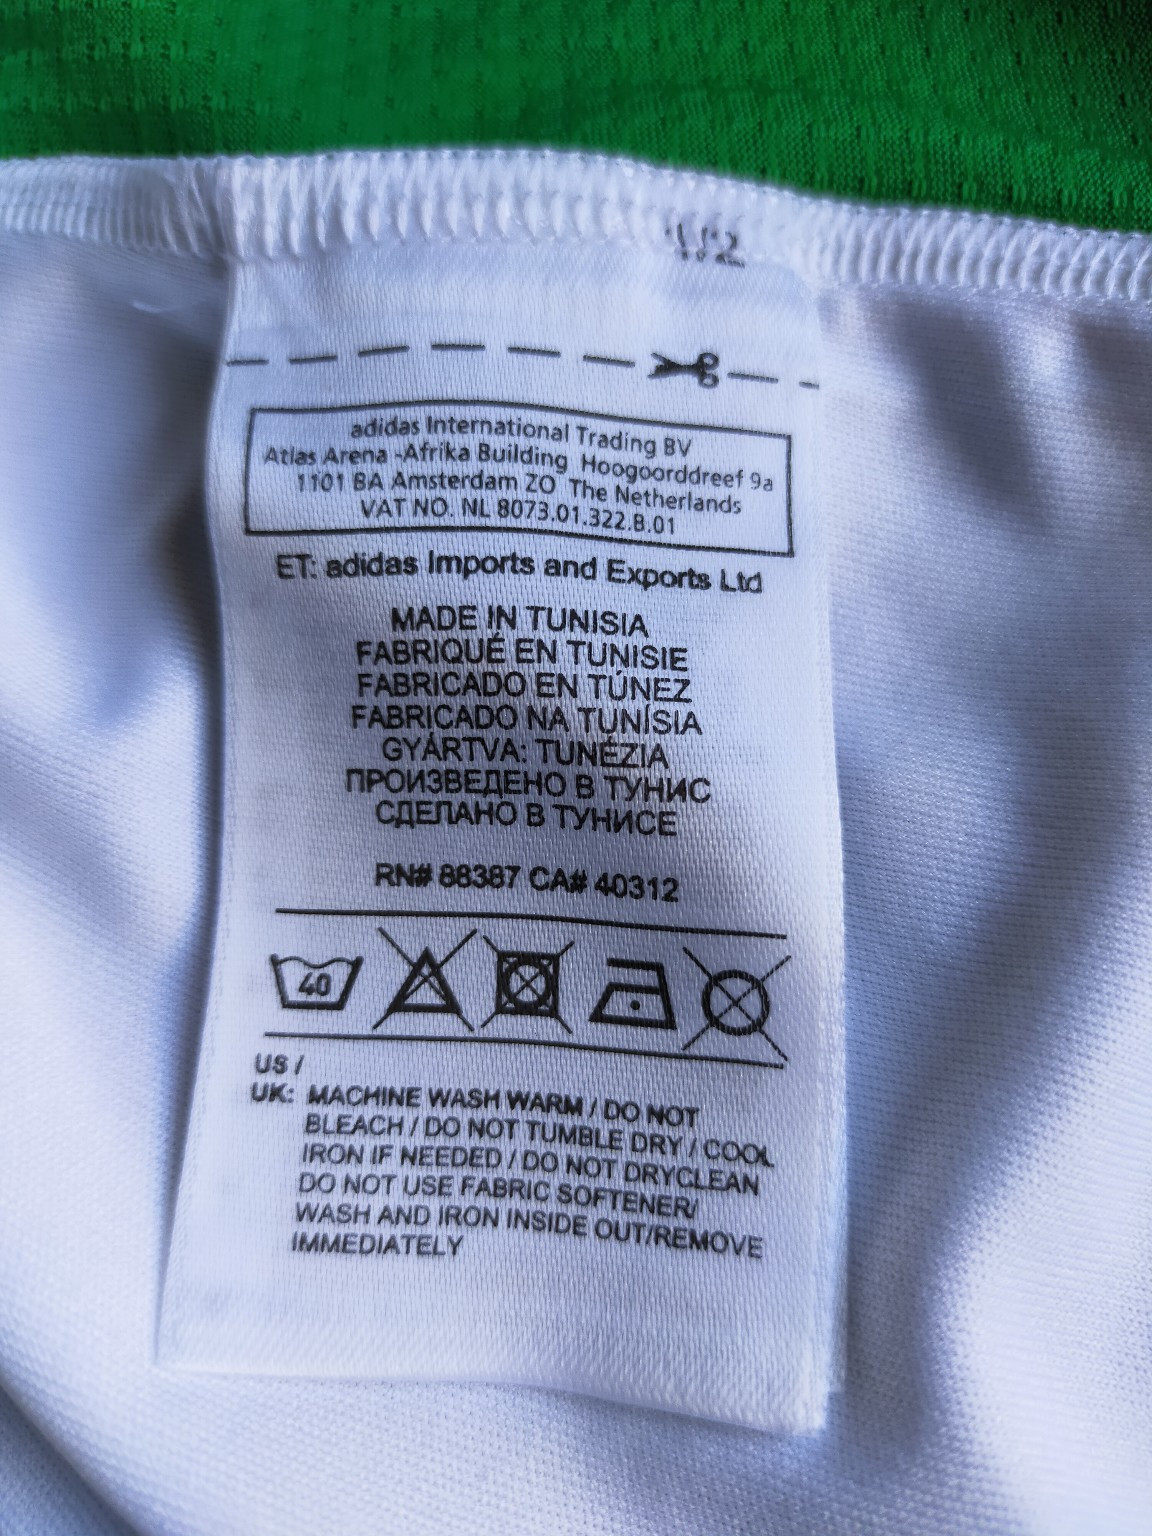 adidas International Trading BV
Atlas Arena -Afrika Building Hoogoorddreef 9a
1101 BA Amsterdam ZO The Netherlands
VAT NO. NL 8073.01.322.B.01
ET: adidas Imports and Exports Ltd
MADE IN TUNISIA
FABRIQUÉ EN TUNISIE
FABRICADO EN TÚNEZ
FABRICADO NA TUNÍSIA
GYÁRTVA: TUNÉZIA
ПРОИЗВЕДЕНО В ТУНИС
СДЕЛАНО В ТУНИСЕ
RN# 88387 CA# 40312
40
US /
UK: MACHINE WASH WARM / DO NOT
BLEACH / DO NOT TUMBLE DRY / COOL
IRON IF NEEDED / DO NOT DRYCLEAN
DO NOT USE FABRIC SOFTENER/
WASH AND IRON INSIDE OUT/REMOVE
IMMEDIATELY